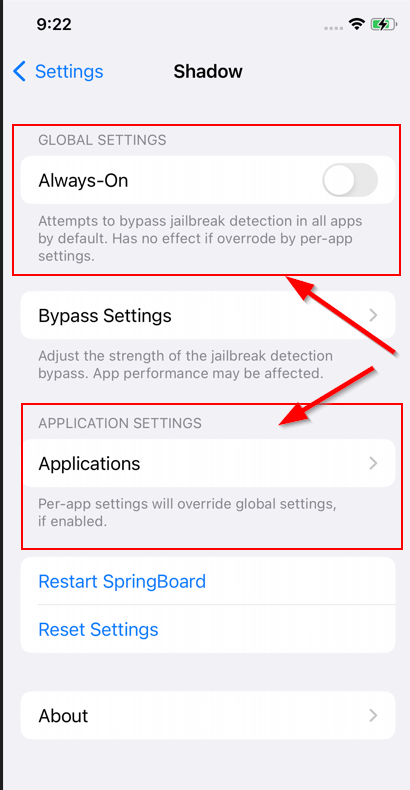 9:22
Settings
Shadow
GLOBAL SETTINGS
Always-On
Attempts to bypass jailbreak detection in all apps
by default. Has no effect if overrode by per-app
settings.
Bypass Settings
Adjust the strength of the jailbreak detection
bypass. App performance may be affected.
APPLICATION SETTINGS
Applications
Per-app settings will override global settings,
if enabled.
Restart SpringBoard
Reset Settings
About